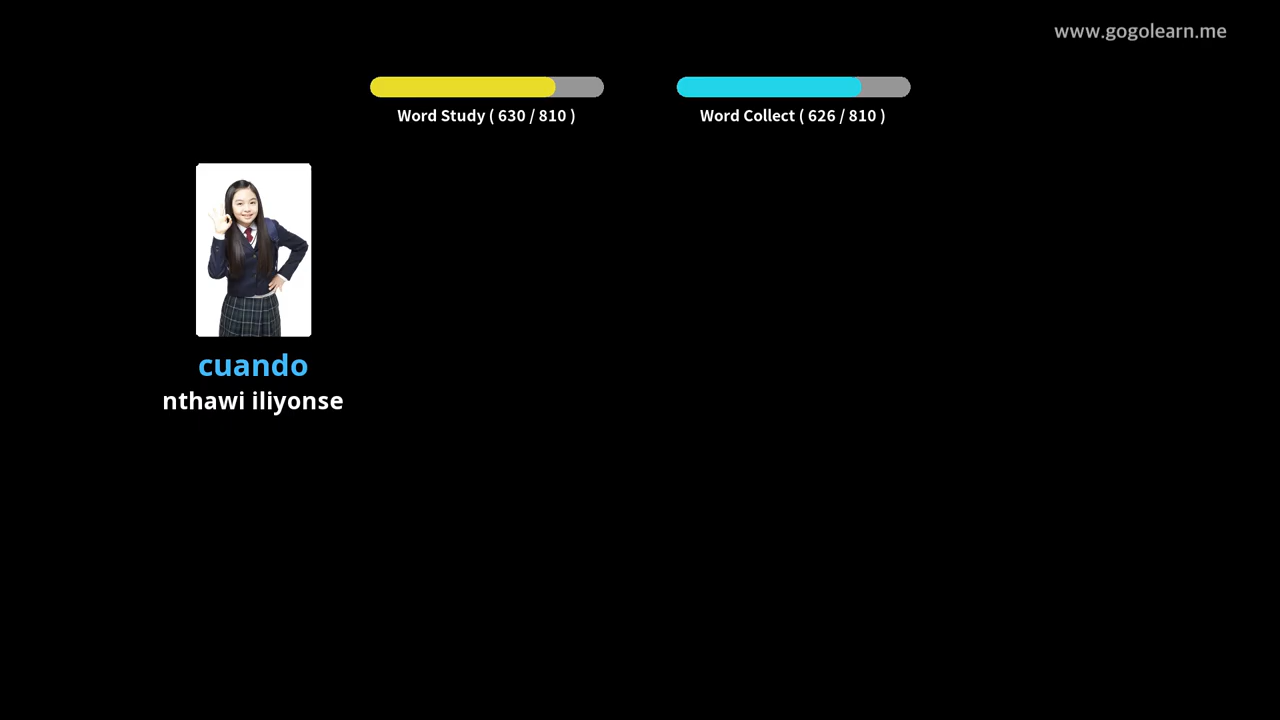 www.gogolearn.me
Word Study ( 630 / 810 )
Word Collect ( 626 / 810 )
cuando
nthawi iliyonse